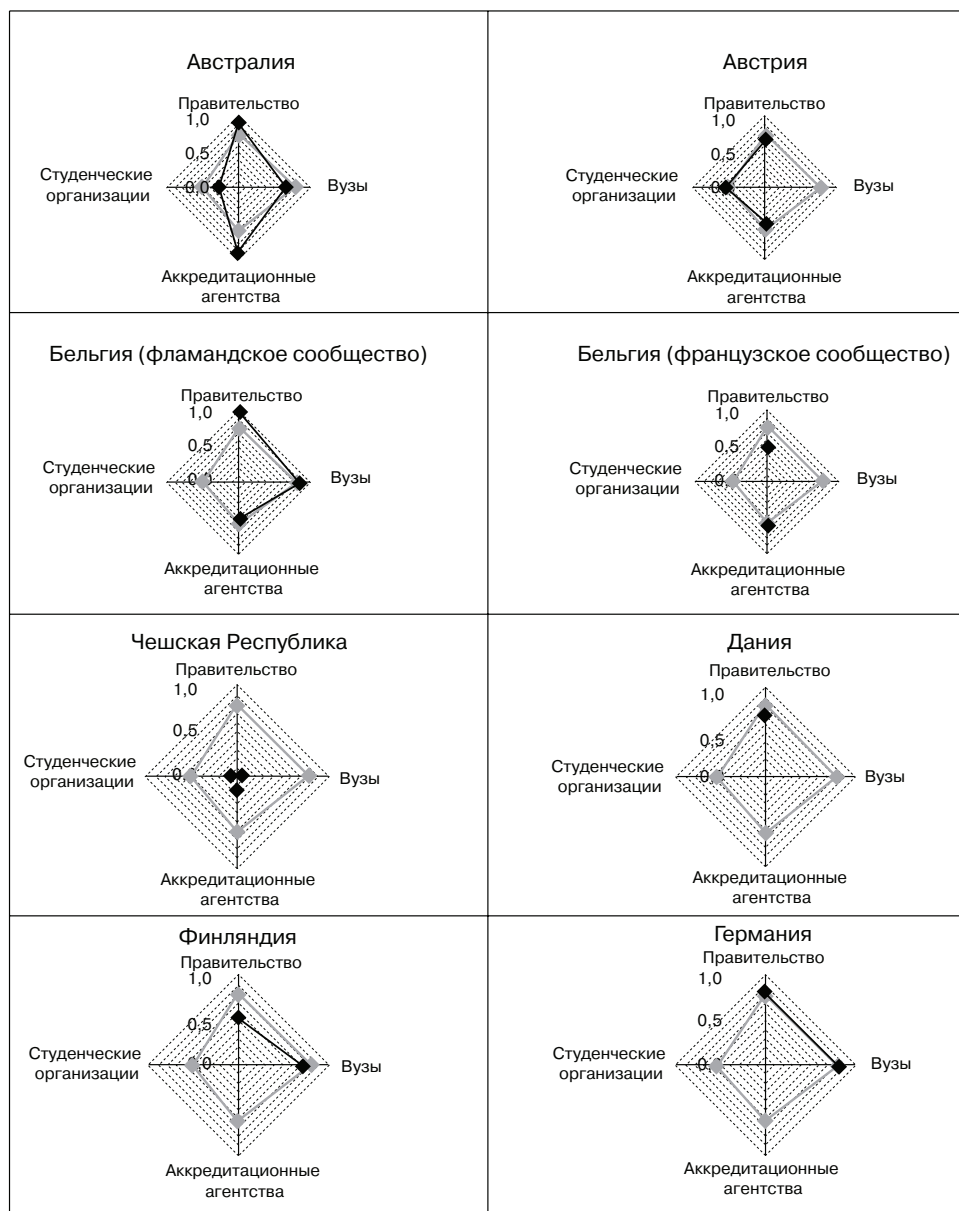 Австралия
Правительство
1,0
0,5
0,0
Студенческие
организации
Вузы
Аккредитационные
агентства
Австрия
Правительство
1,0
0,5
0,0
Студенческие
организации
Вузы
Аккредитационные
агентства
Бельгия (фламандское сообщество)
Правительство
1,0
0,5
0,0
Студенческие
организации
Вузы
Аккредитационные
агентства
Бельгия (французское сообщество)
Правительство
1,0
0,5
Студенческие
организации
Вузы
Аккредитационные
агентства
Чешская Республика
Правительство
1,0
0,5
Студенческие
организации
Вузы
Аккредитационные
агентства
Дания
Правительство
1,0
0,5
0,0
Студенческие
организации
Вузы
Аккредитационные
агентства
Финляндия
Правительство
1,0
0,5
Студенческие
организации
Вузы
Аккредитационные
агентства
Германия
Правительство
1,0
0,5
0,0
Студенческие
организации
Вузы
Аккредитационные
агентства